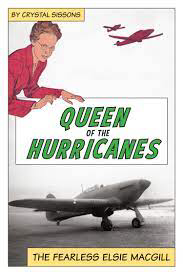 BY CRYSTAL SISSONS
QUEEN
OF THE
HURRICANES
THE FEARLESS ELSIE MACGILL